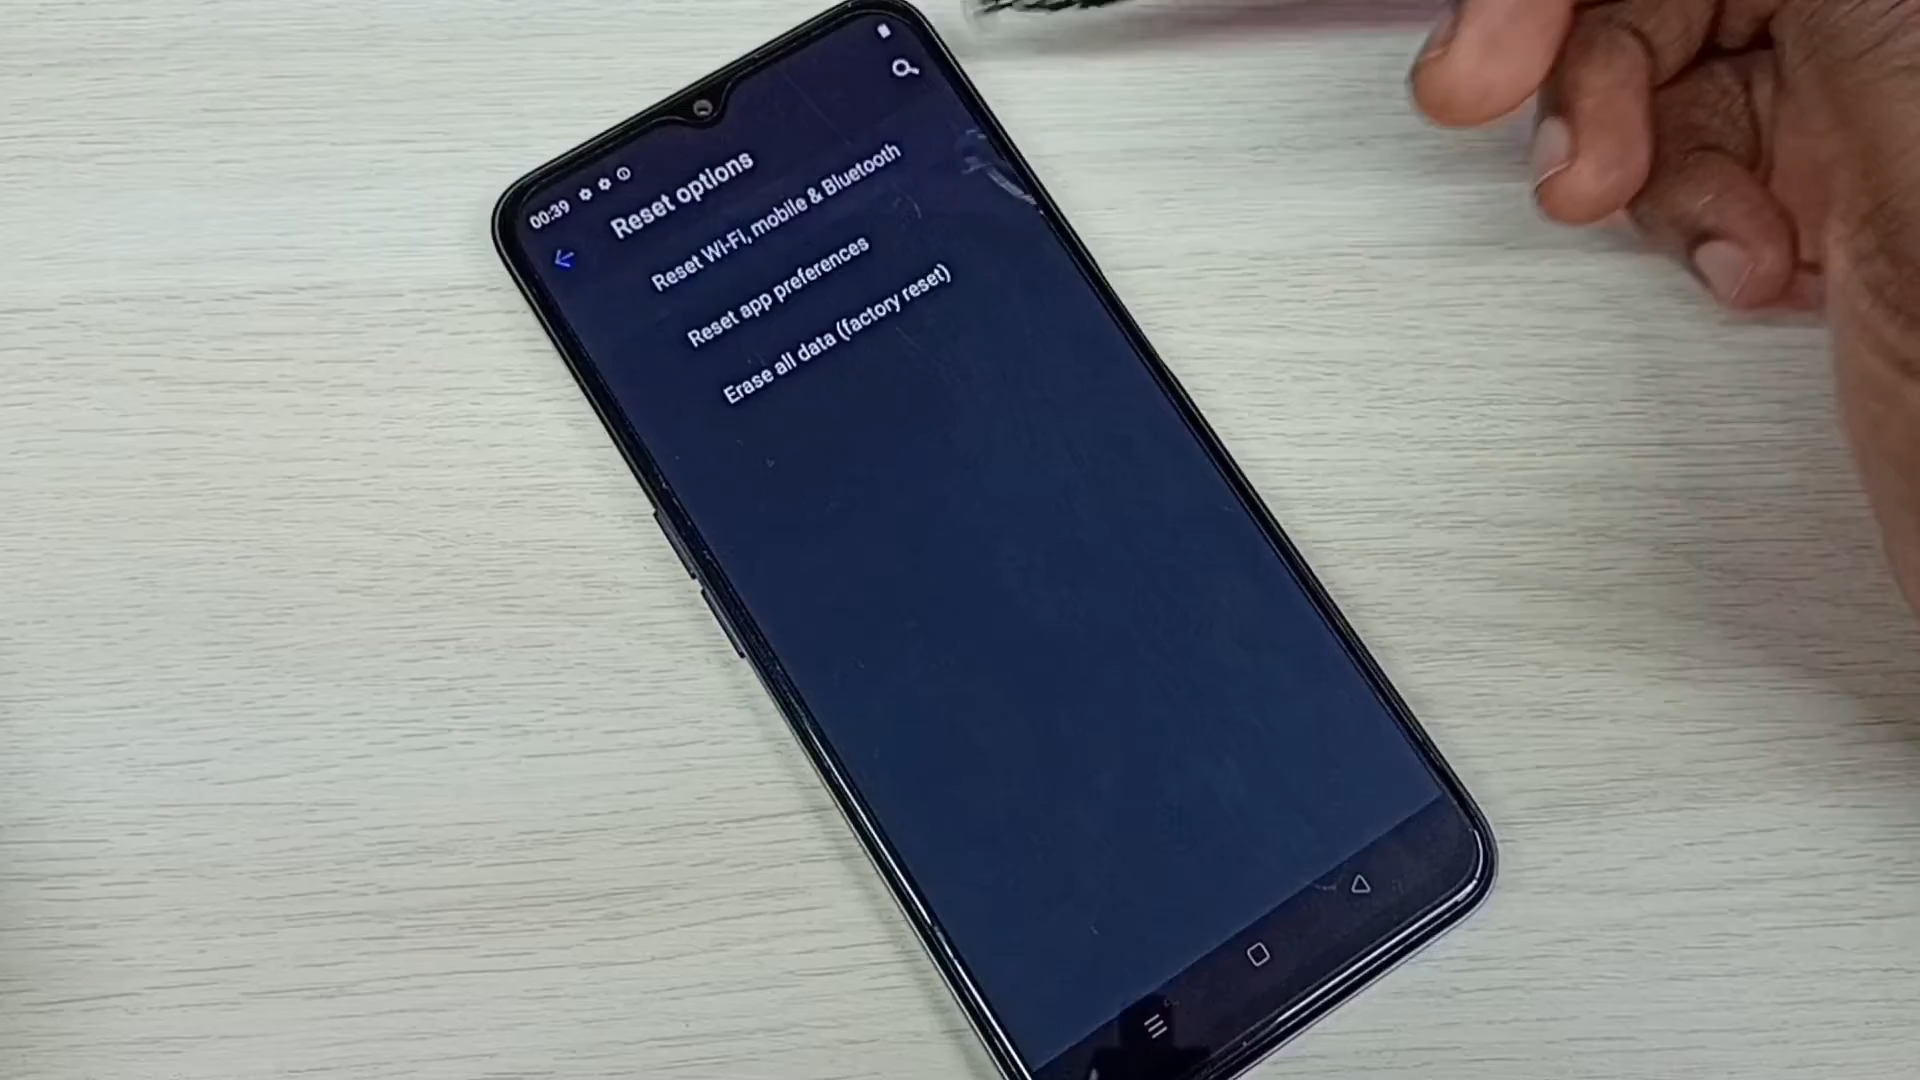 00:39
Reset options
Reset Wi-Fi, mobile & Bluetooth
Reset app preferences
Erase all data (factory reset)